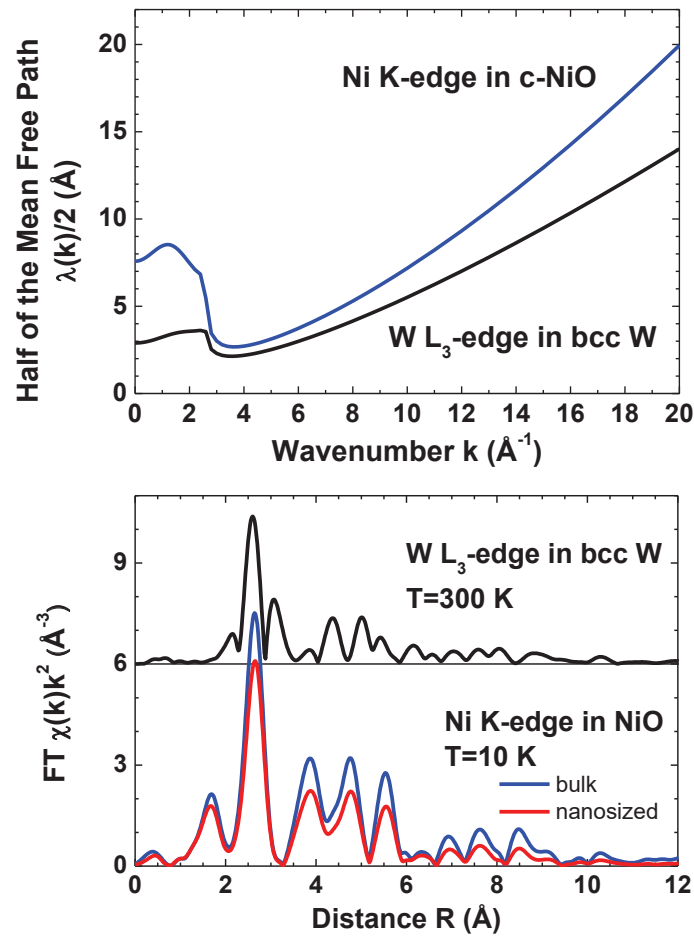 Half of the Mean Free Path
λ(k)/2 (Å)
20
15
10
5
0
Ni K-edge in c-NiO
W L₃-edge in bcc W
0 2 4 6 8 10 12 14 16 18 20
Wavenumber k (Å⁻¹)
FT χ(k)k² (Å⁻³)
9
6
3
0
W L₃-edge in bcc W
T=300 K
Ni K-edge in NiO
T=10 K
bulk
nanosized
0 2 4 6 8 10 12
Distance R (Å)